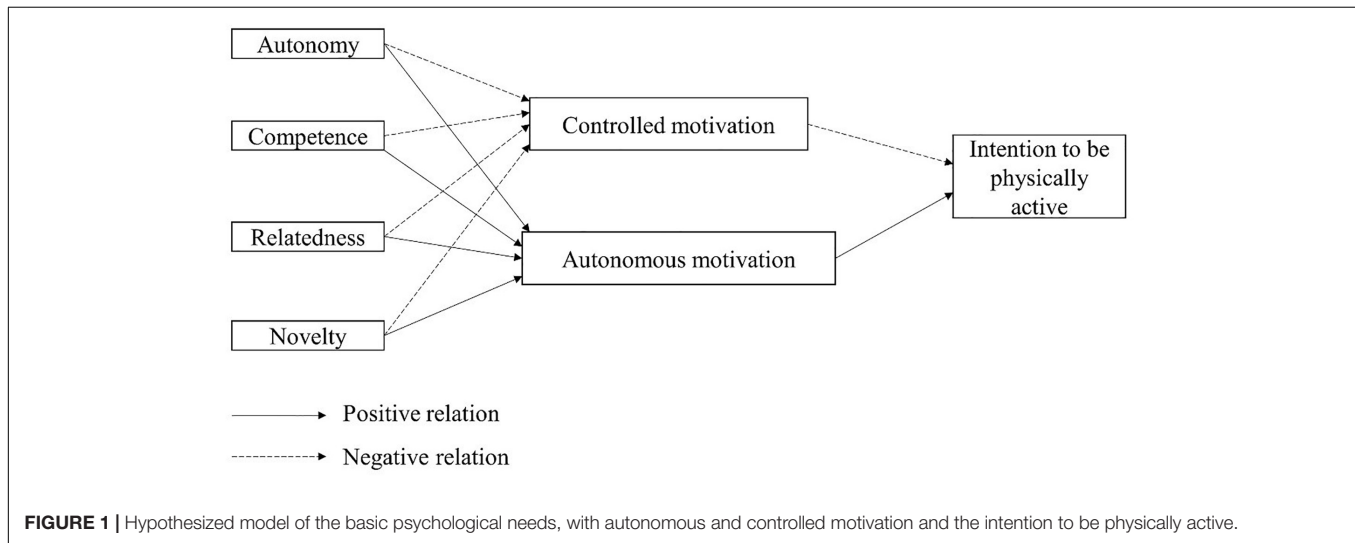 Autonomy
Competence
Relatedness
Novelty
Controlled motivation
Autonomous motivation
Intention to be
physically
active
Positive relation
Negative relation
FIGURE 1 | Hypothesized model of the basic psychological needs, with autonomous and controlled motivation and the intention to be physically active.